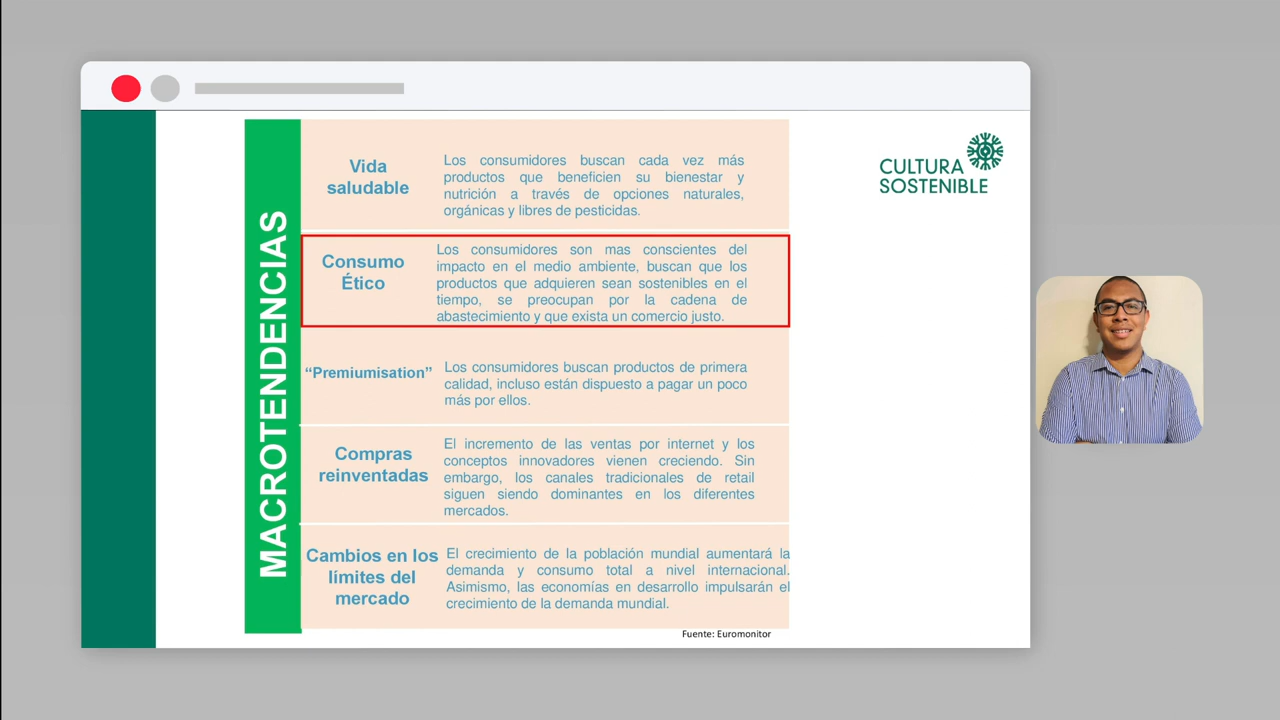 MACROTENDENCIAS
Vida
saludable
Los consumidores buscan cada vez más
productos que beneficien su bienestar y
nutrición a través de opciones naturales,
orgánicas y libres de pesticidas.
Consumo
Ético
Los consumidores son mas conscientes del
impacto en el medio ambiente, buscan que los
productos que adquieren sean sostenibles en el
tiempo, se preocupan por la cadena de
abastecimiento y que exista un comercio justo.
“Premiumisation”
Los consumidores buscan productos de primera
calidad, incluso están dispuesto a pagar un poco
más por ellos.
Compras
reinventadas
El incremento de las ventas por internet y los
conceptos innovadores vienen creciendo. Sin
embargo, los canales tradicionales de retail
siguen siendo dominantes en los diferentes
mercados.
Cambios en los
límites del
mercado
El crecimiento de la población mundial aumentará la
demanda y consumo total a nivel internacional.
Asimismo, las economías en desarrollo impulsarán el
crecimiento de la demanda mundial.
Fuente: Euromonitor
CULTURA
SOSTENIBLE